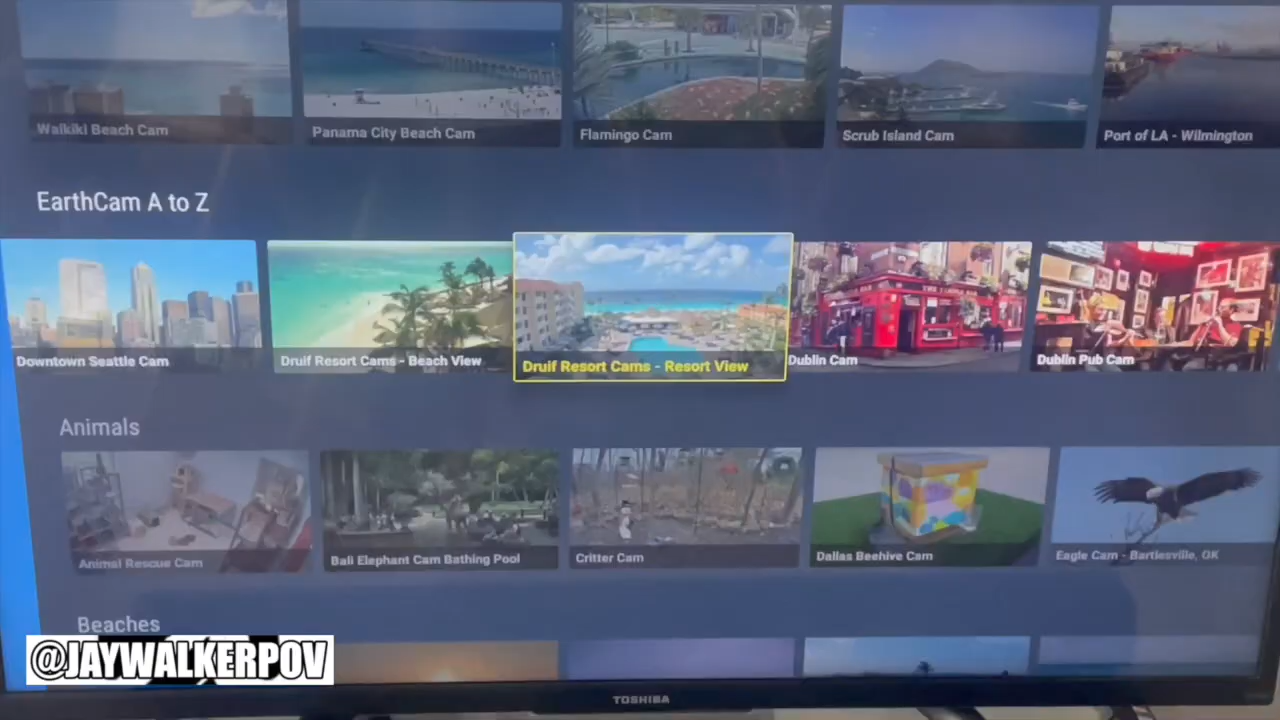 Waikiki Beach Cam
Panama City Beach Cam
Flamingo Cam
Scrub Island Cam
Port of LA - Wilmington
EarthCam A to Z
Downtown Seattle Cam
Druif Resort Cams - Beach View
Druif Resort Cams - Resort View
Dublin Cam
Dublin Pub Cam
Animals
Animal Rescue Cam
Bali Elephant Cam Bathing Pool
Critter Cam
Dallas Beehive Cam
Eagle Cam - Bartlesville, OK
Beaches
@JAYWALKERPOV
TOSHIBA